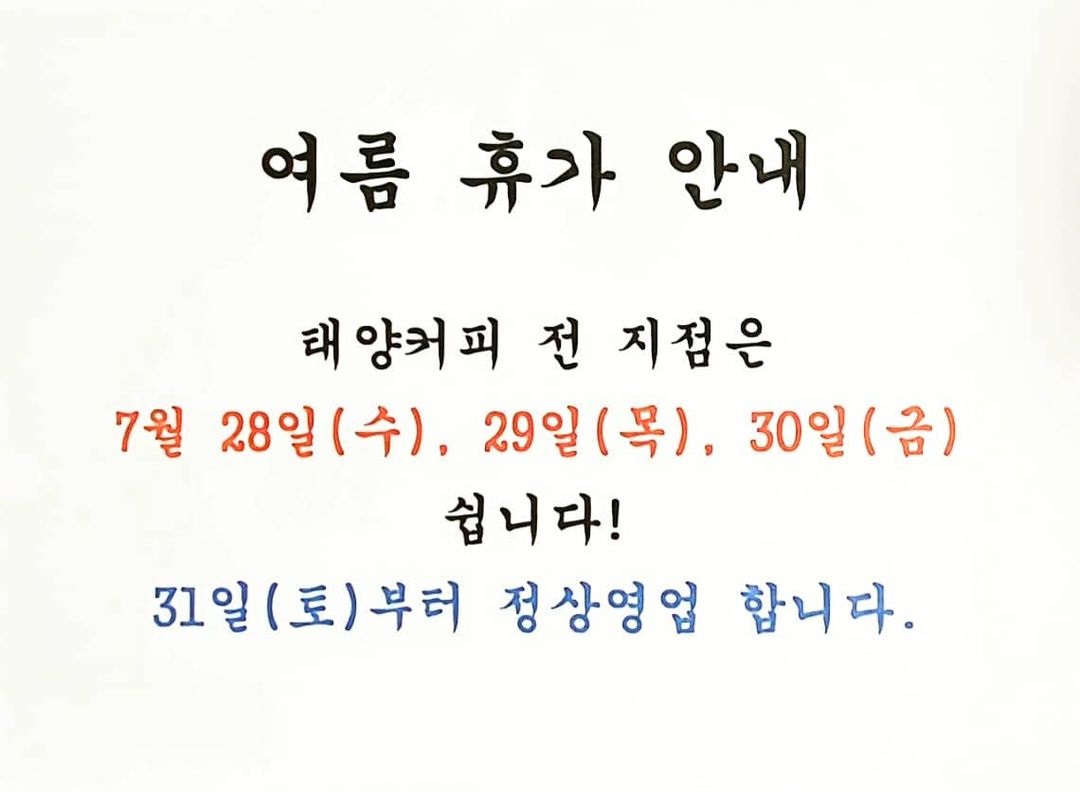 여름 휴가 안내
태양커피 전 지점은
7월 28일(수), 29일(목), 30일(금)
쉽니다!
31일(토)부터 정상영업 합니다.